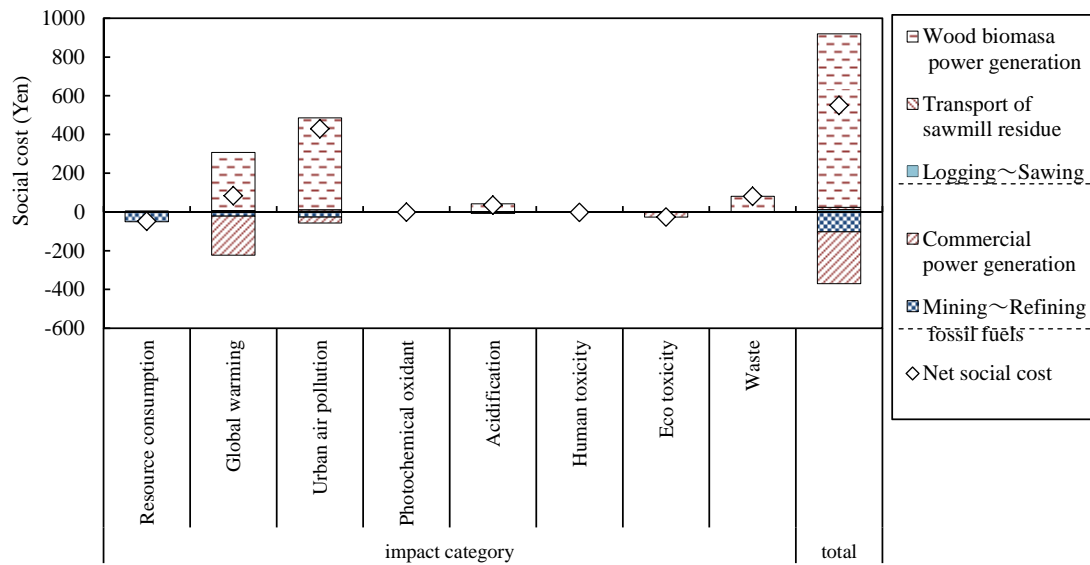 Social cost (Yen)
1000
800
600
400
200
0
-200
-400
-600
Resource consumption
Global warming
Urban air pollution
Photochemical oxidant
Acidification
Human toxicity
Eco toxicity
Waste
impact category
total
Wood biomasa
power generation
Transport of
sawmill residue
Logging～Sawing
Commercial
power generation
Mining～Refining
fossil fuels
Net social cost